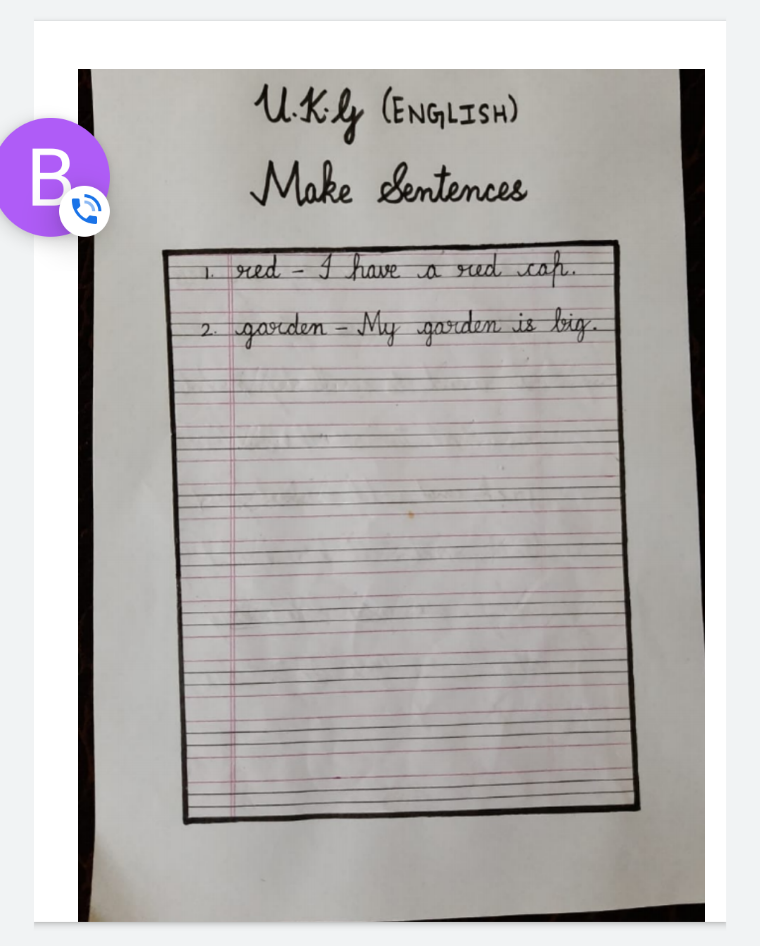 U.K.G (ENGLISH)
Make Sentences
B
1. red - I have a red cap.
2. garden - My garden is big.